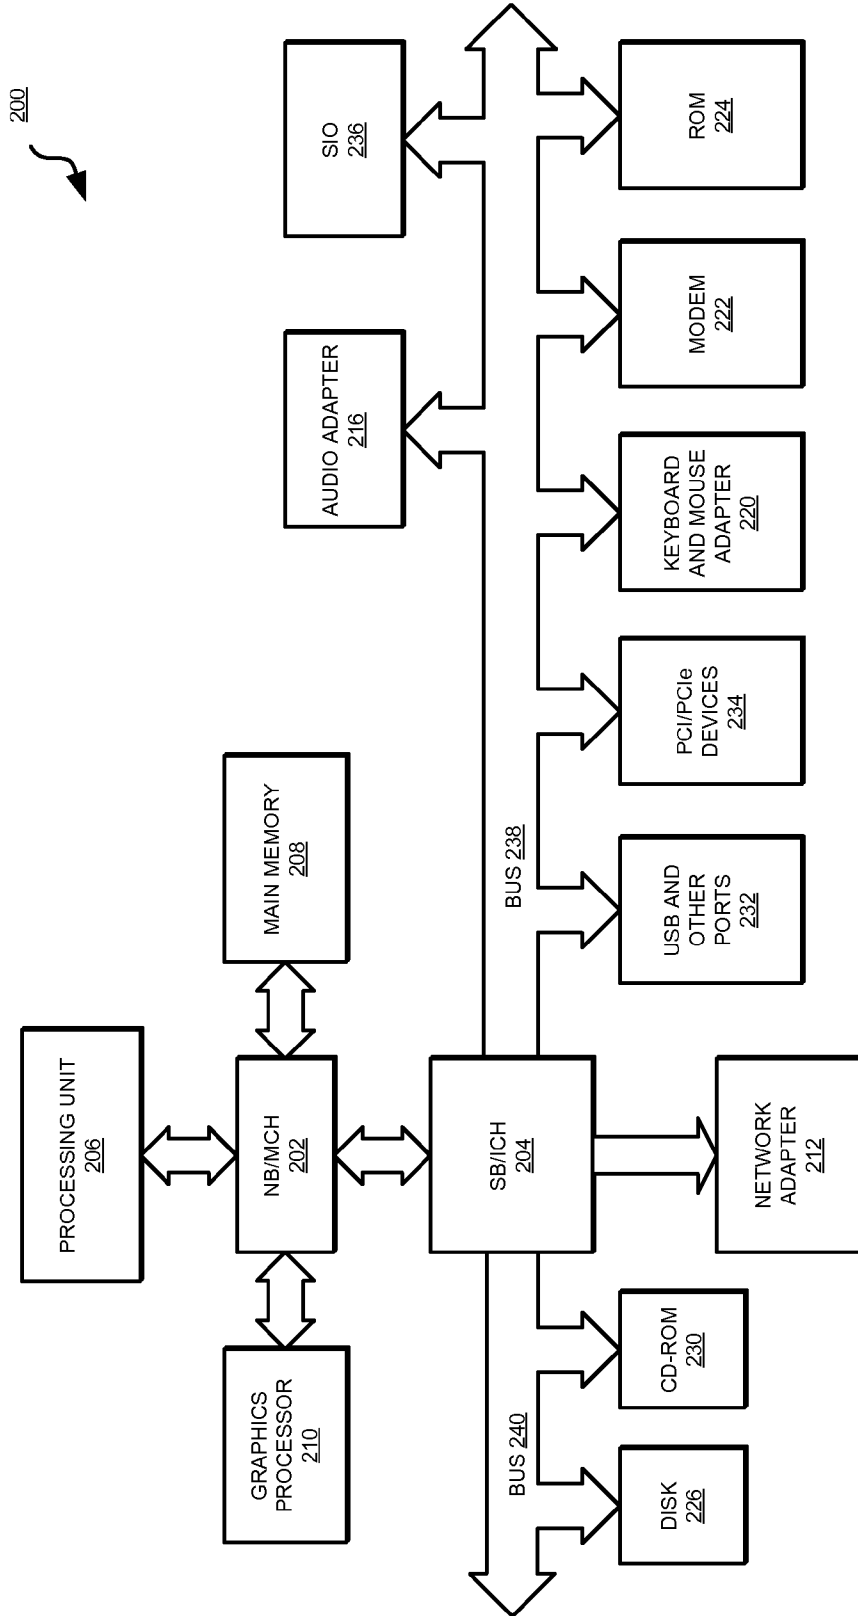 200
PROCESSING UNIT
206
GRAPHICS
PROCESSOR
210
NB/MCH
202
MAIN MEMORY
208
AUDIO ADAPTER
216
SIO
236
SB/ICH
204
BUS 240
BUS 238
DISK
226
CD-ROM
230
NETWORK
ADAPTER
212
USB AND
OTHER
PORTS
232
PCI/PCIe
DEVICES
234
KEYBOARD
AND MOUSE
ADAPTER
220
MODEM
222
ROM
224